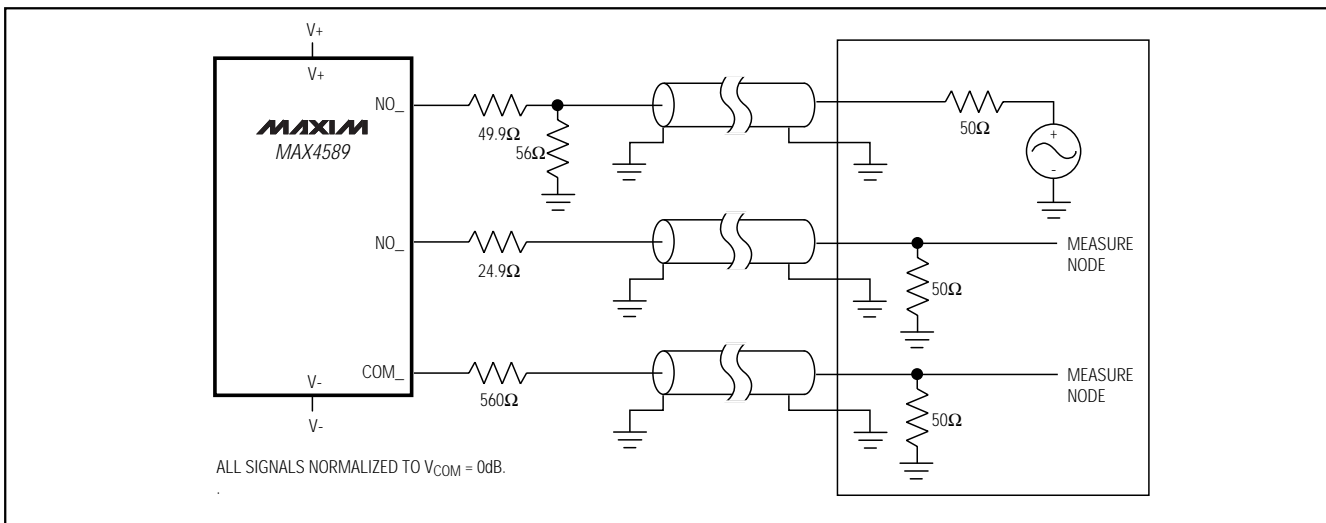 V+
V+
NO_
MAXIM
MAX4589
49.9Ω
56Ω
50Ω
+
-
NO_
24.9Ω
MEASURE
NODE
50Ω
COM_
560Ω
MEASURE
NODE
50Ω
V-
V-
ALL SIGNALS NORMALIZED TO VCOM = 0dB.
.